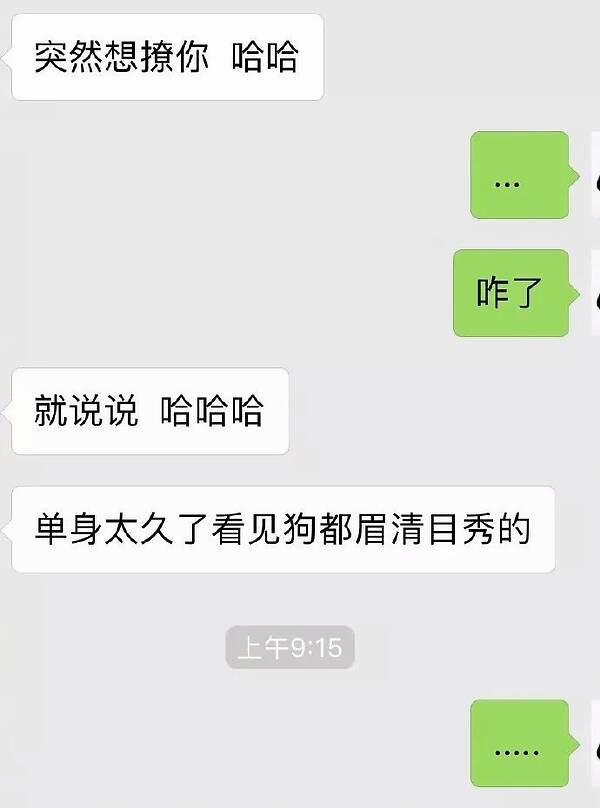 突然想撩你 哈哈
...
咋了
就说说 哈哈哈
单身太久了看见狗都眉清目秀的
上午9:15
.....